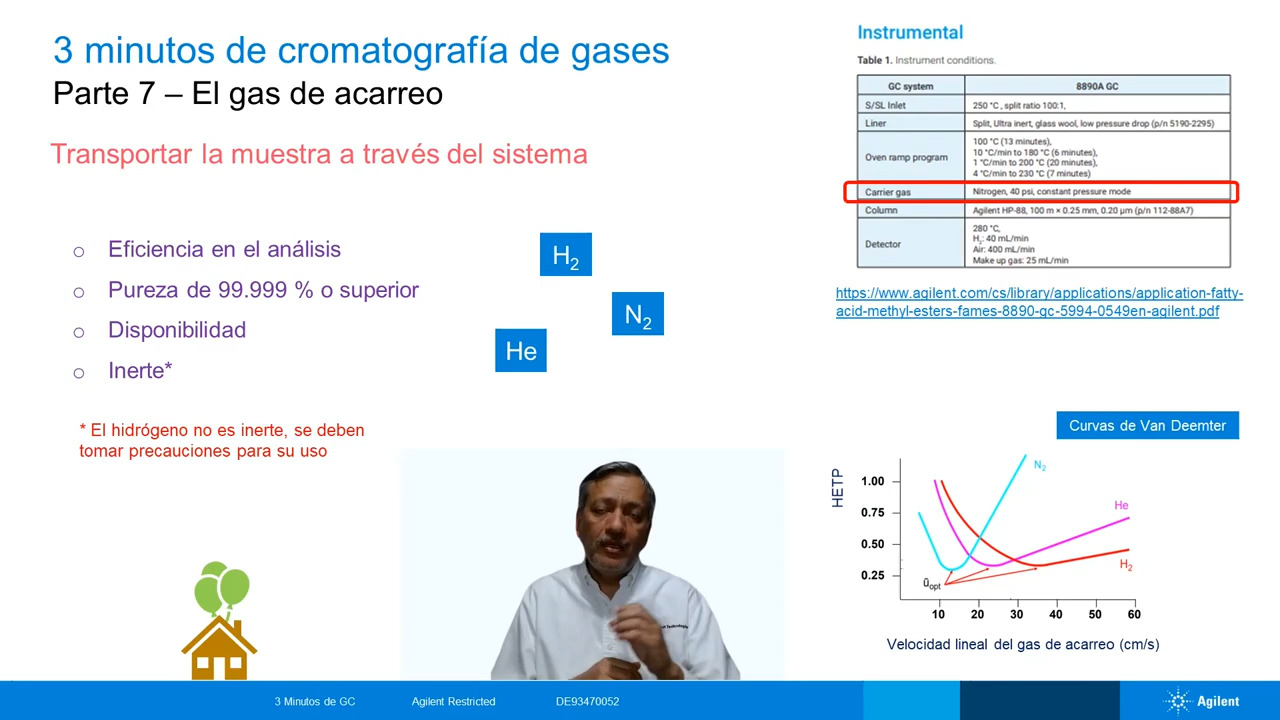 3 minutos de cromatografía de gases
Parte 7 – El gas de acarreo
Transportar la muestra a través del sistema
o Eficiencia en el análisis
o Pureza de 99.999 % o superior
o Disponibilidad
o Inerte*
* El hidrógeno no es inerte, se deben
tomar precauciones para su uso
H2
N2
He
Instrumental
Table 1. Instrument conditions.
GC system 8890A GC
S/SL Inlet 250 °C , split ratio 100:1,
Liner Split, Ultra inert, glass wool, low pressure drop (p/n 5190-2295)
Oven ramp program
100 °C (13 minutes),
10 °C/min to 180 °C (6 minutes),
1 °C/min to 200 °C (20 minutes),
4 °C/min to 230 °C (7 minutes)
Carrier gas Nitrogen, 40 psi, constant pressure mode
Column Agilent HP-88, 100 m × 0.25 mm, 0.20 µm (p/n 112-88A7)
Detector
280 °C,
H2: 40 mL/min
Air: 400 mL/min
Make up gas: 25 mL/min
https://www.agilent.com/cs/library/applications/application-fatty-
acid-methyl-esters-fames-8890-gc-5994-0549en-agilent.pdf
Curvas de Van Deemter
HETP
1.00
0.75
0.50
0.25
N2
He
H2
ūopt
10 20 30 40 50 60
Velocidad lineal del gas de acarreo (cm/s)
3 Minutos de GC Agilent Restricted DE93470052
Agilent